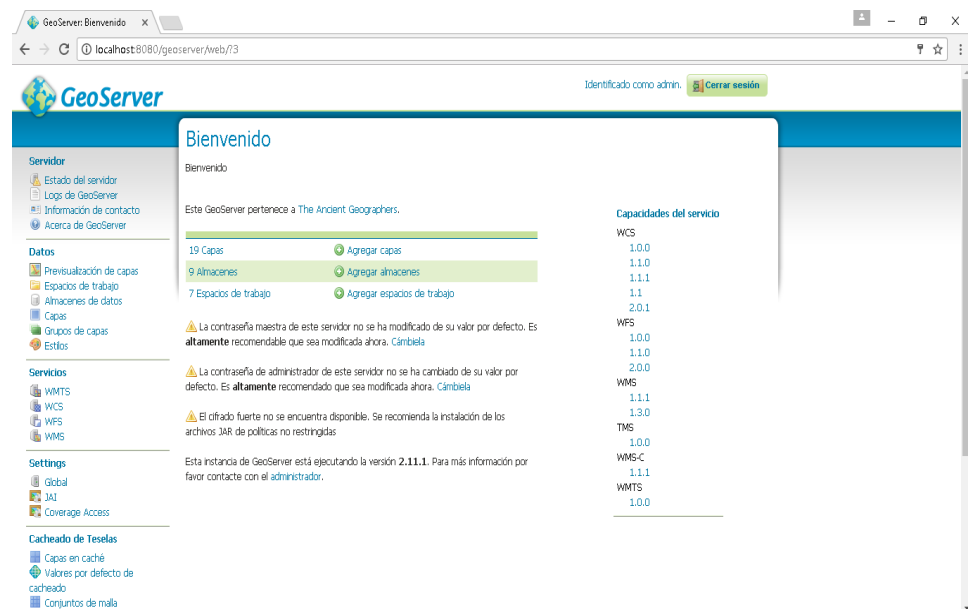 GeoServer: Bienvenido
localhost:8080/geoserver/web/?3
GeoServer
Identificado como admin.
Cerrar sesión
Servidor
Estado del servidor
Logs de GeoServer
Información de contacto
Acerca de GeoServer
Datos
Previsualización de capas
Espacios de trabajo
Almacenes de datos
Capas
Grupos de capas
Estilos
Servicios
WMTS
WCS
WFS
WMS
Settings
Global
JAI
Coverage Access
Cacheado de Teselas
Capas en caché
Valores por defecto de
cacheado
Conjuntos de malla
Bienvenido
Bienvenido
Este GeoServer pertenece a The Ancient Geographers.
19 Capas Agregar capas
9 Almacenes Agregar almacenes
7 Espacios de trabajo Agregar espacios de trabajo
La contraseña maestra de este servidor no se ha modificado de su valor por defecto. Es
altamente recomendable que sea modificada ahora. Cámbiela
La contraseña de administrador de este servidor no se ha cambiado de su valor por
defecto. Es altamente recomendado que sea modificada ahora. Cámbiela
El cifrado fuerte no se encuentra disponible. Se recomienda la instalación de los
archivos JAR de políticas no restringidas
Esta instancia de GeoServer está ejecutando la versión 2.11.1. Para más información por
favor contacte con el administrador.
Capacidades del servicio
WCS
1.0.0
1.1.0
1.1.1
1.1
2.0.1
WFS
1.0.0
1.1.0
2.0.0
WMS
1.1.1
1.3.0
TMS
1.0.0
WMS-C
1.1.1
WMTS
1.0.0